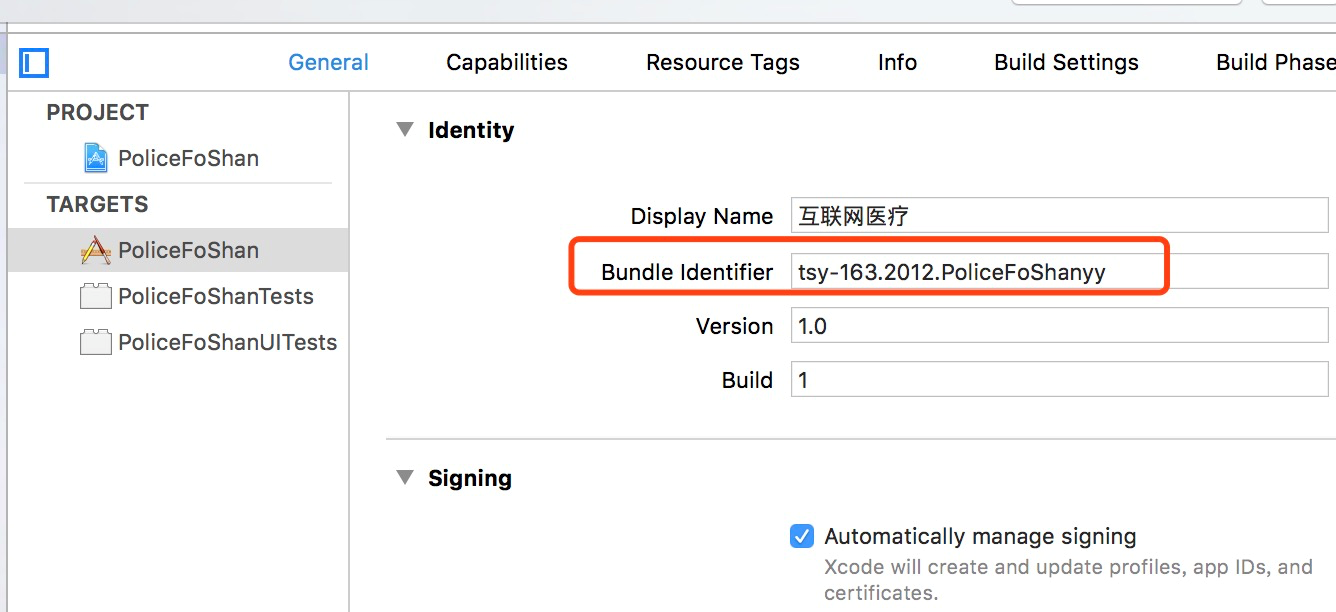 General Capabilities Resource Tags Info Build Settings Build Phase
PROJECT
PoliceFoShan
TARGETS
PoliceFoShan
PoliceFoShanTests
PoliceFoShanUITests
Identity
Display Name 互联网医疗
Bundle Identifier tsy-163.2012.PoliceFoShanyy
Version 1.0
Build 1
Signing
Automatically manage signing
Xcode will create and update profiles, app IDs, and
certificates.